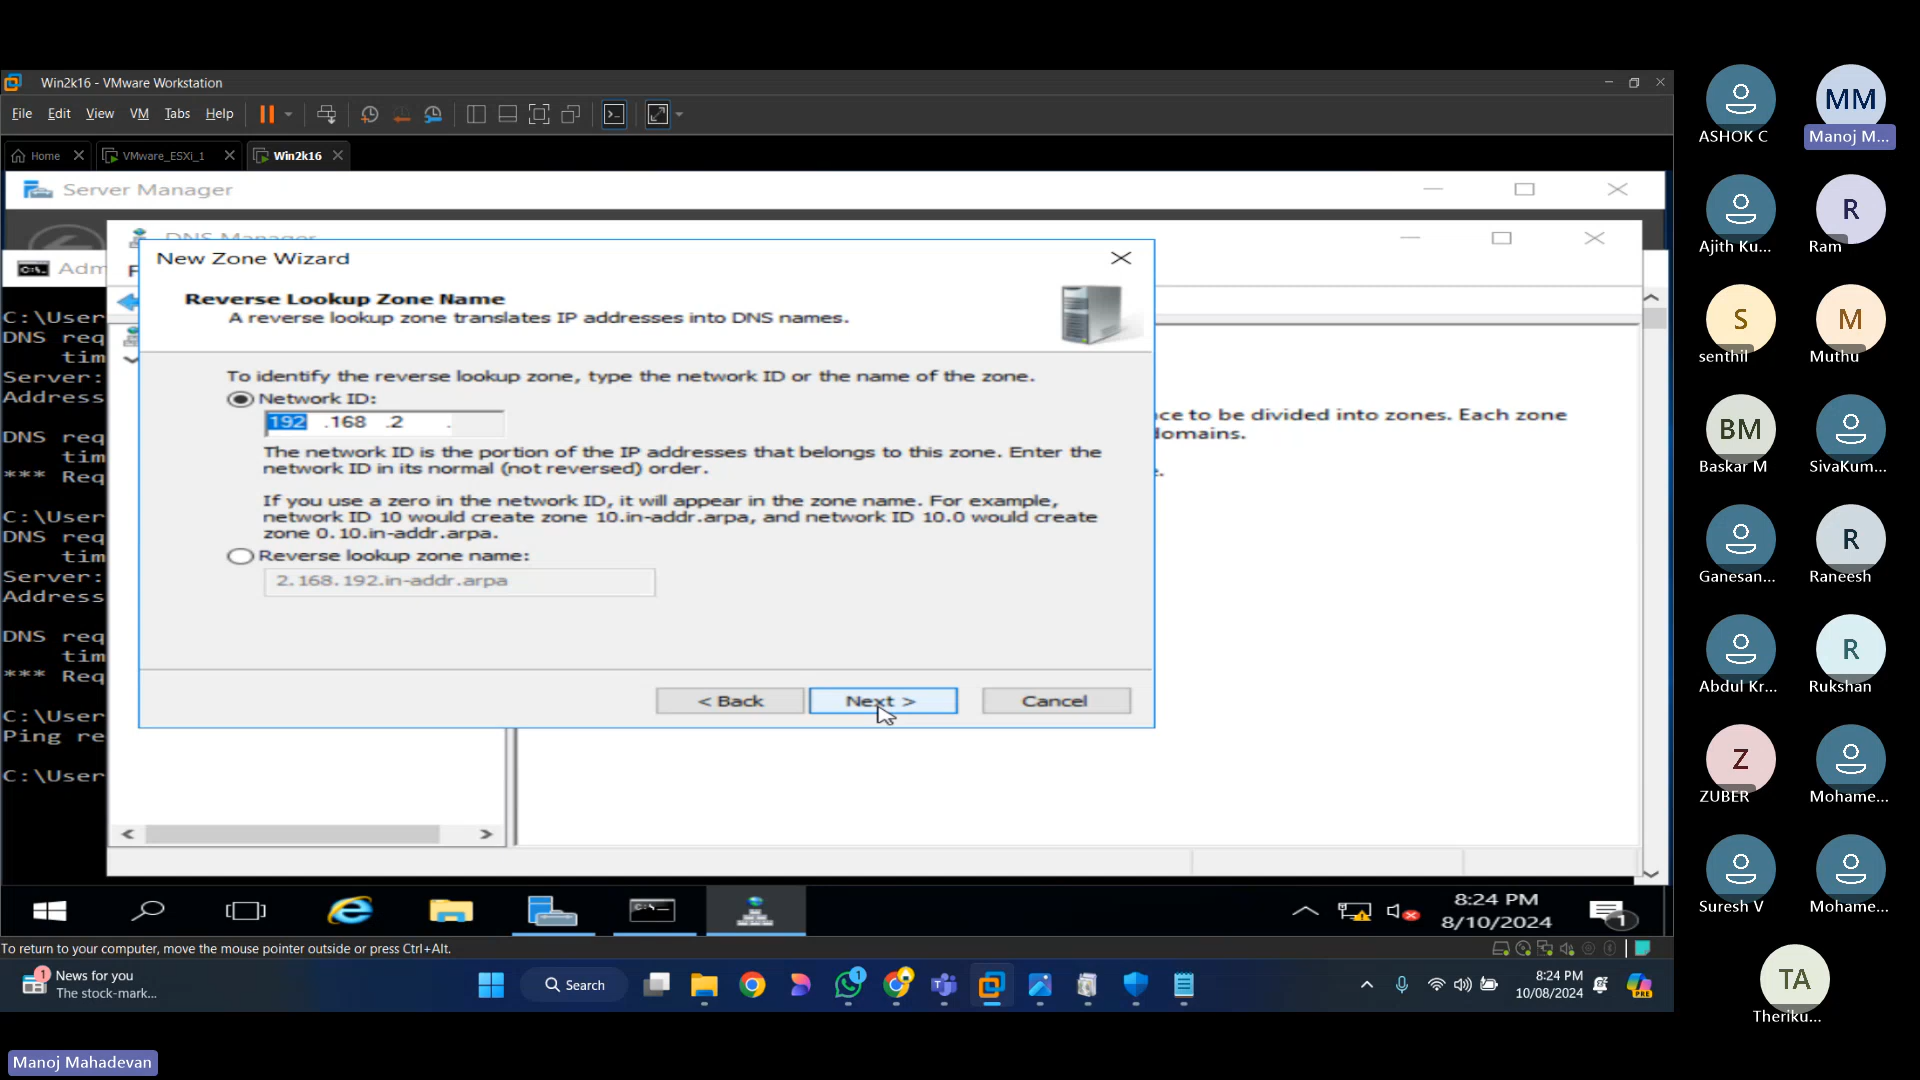 Win2k16 - VMware Workstation
File Edit View VM Tabs Help
Home VMware_ESXi_1 Win2k16
Server Manager
DNS Manager
Adm
New Zone Wizard
Reverse Lookup Zone Name
A reverse lookup zone translates IP addresses into DNS names.
To identify the reverse lookup zone, type the network ID or the name of the zone.
Network ID:
192 .168 .2 .
The network ID is the portion of the IP addresses that belongs to this zone. Enter the
network ID in its normal (not reversed) order.
If you use a zero in the network ID, it will appear in the zone name. For example,
network ID 10 would create zone 10.in-addr.arpa, and network ID 10.0 would create
zone 0.10.in-addr.arpa.
Reverse lookup zone name:
2.168.192.in-addr.arpa
< Back Next > Cancel
ce to be divided into zones. Each zone
domains.
C:\User
DNS req
tim
Server:
Address
DNS req
tim
*** Req
C:\User
DNS req
tim
Server:
Address
DNS req
tim
*** Req
C:\User
Ping re
C:\User
8:24 PM
8/10/2024
1
To return to your computer, move the mouse pointer outside or press Ctrl+Alt.
1
News for you
The stock-mark...
Search
1
8:24 PM
10/08/2024
PRE
Manoj Mahadevan
ASHOK C
MM
Manoj M...
Ajith Ku...
R
Ram
S
senthil
M
Muthu
BM
Baskar M
SivaKum...
Ganesan...
R
Raneesh
Abdul Kr...
R
Rukshan
Z
ZUBER
Mohame...
Suresh V
Mohame...
TA
Theriku...